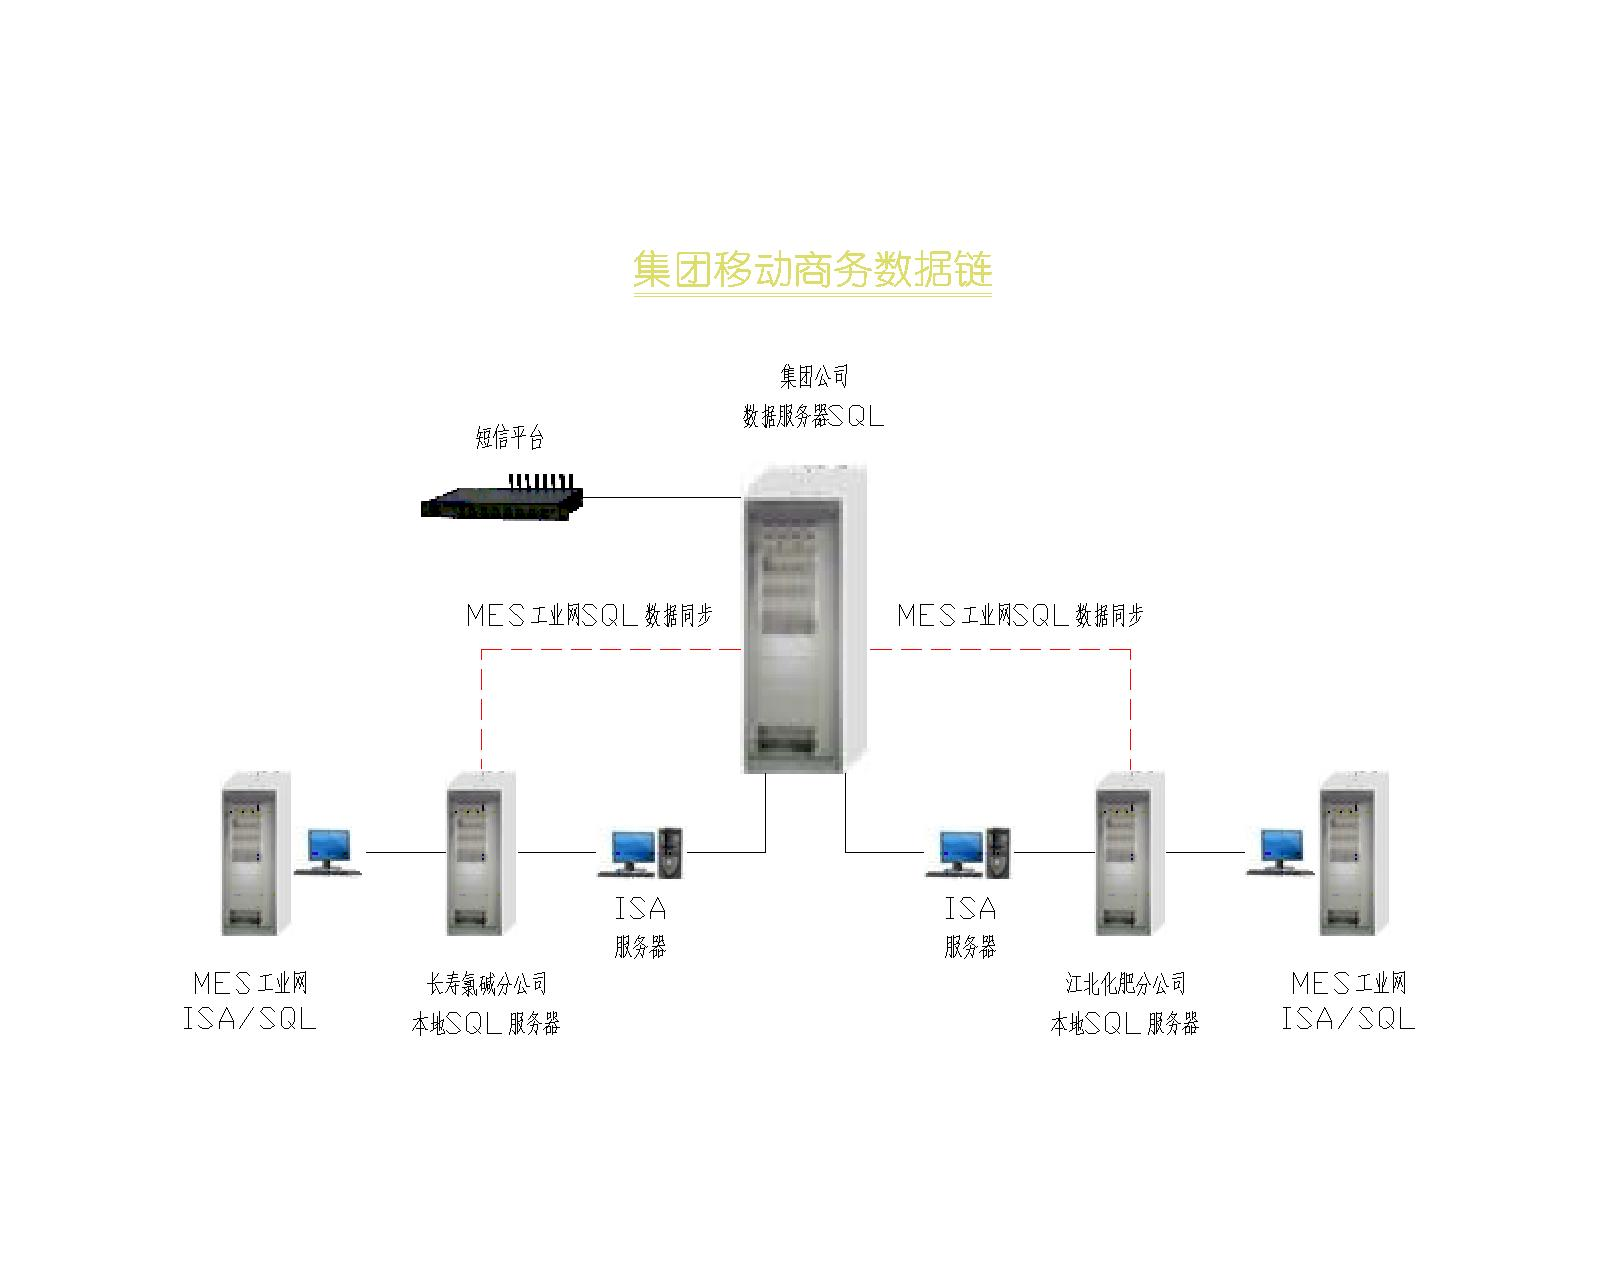 集团移动商务数据链
集团公司
数据服务器SQL
短信平台
MES工业网SQL数据同步
MES工业网SQL数据同步
ISA
服务器
ISA
服务器
MES工业网
ISA/SQL
长寿氯碱分公司
本地SQL服务器
江北化肥分公司
本地SQL服务器
MES工业网
ISA/SQL